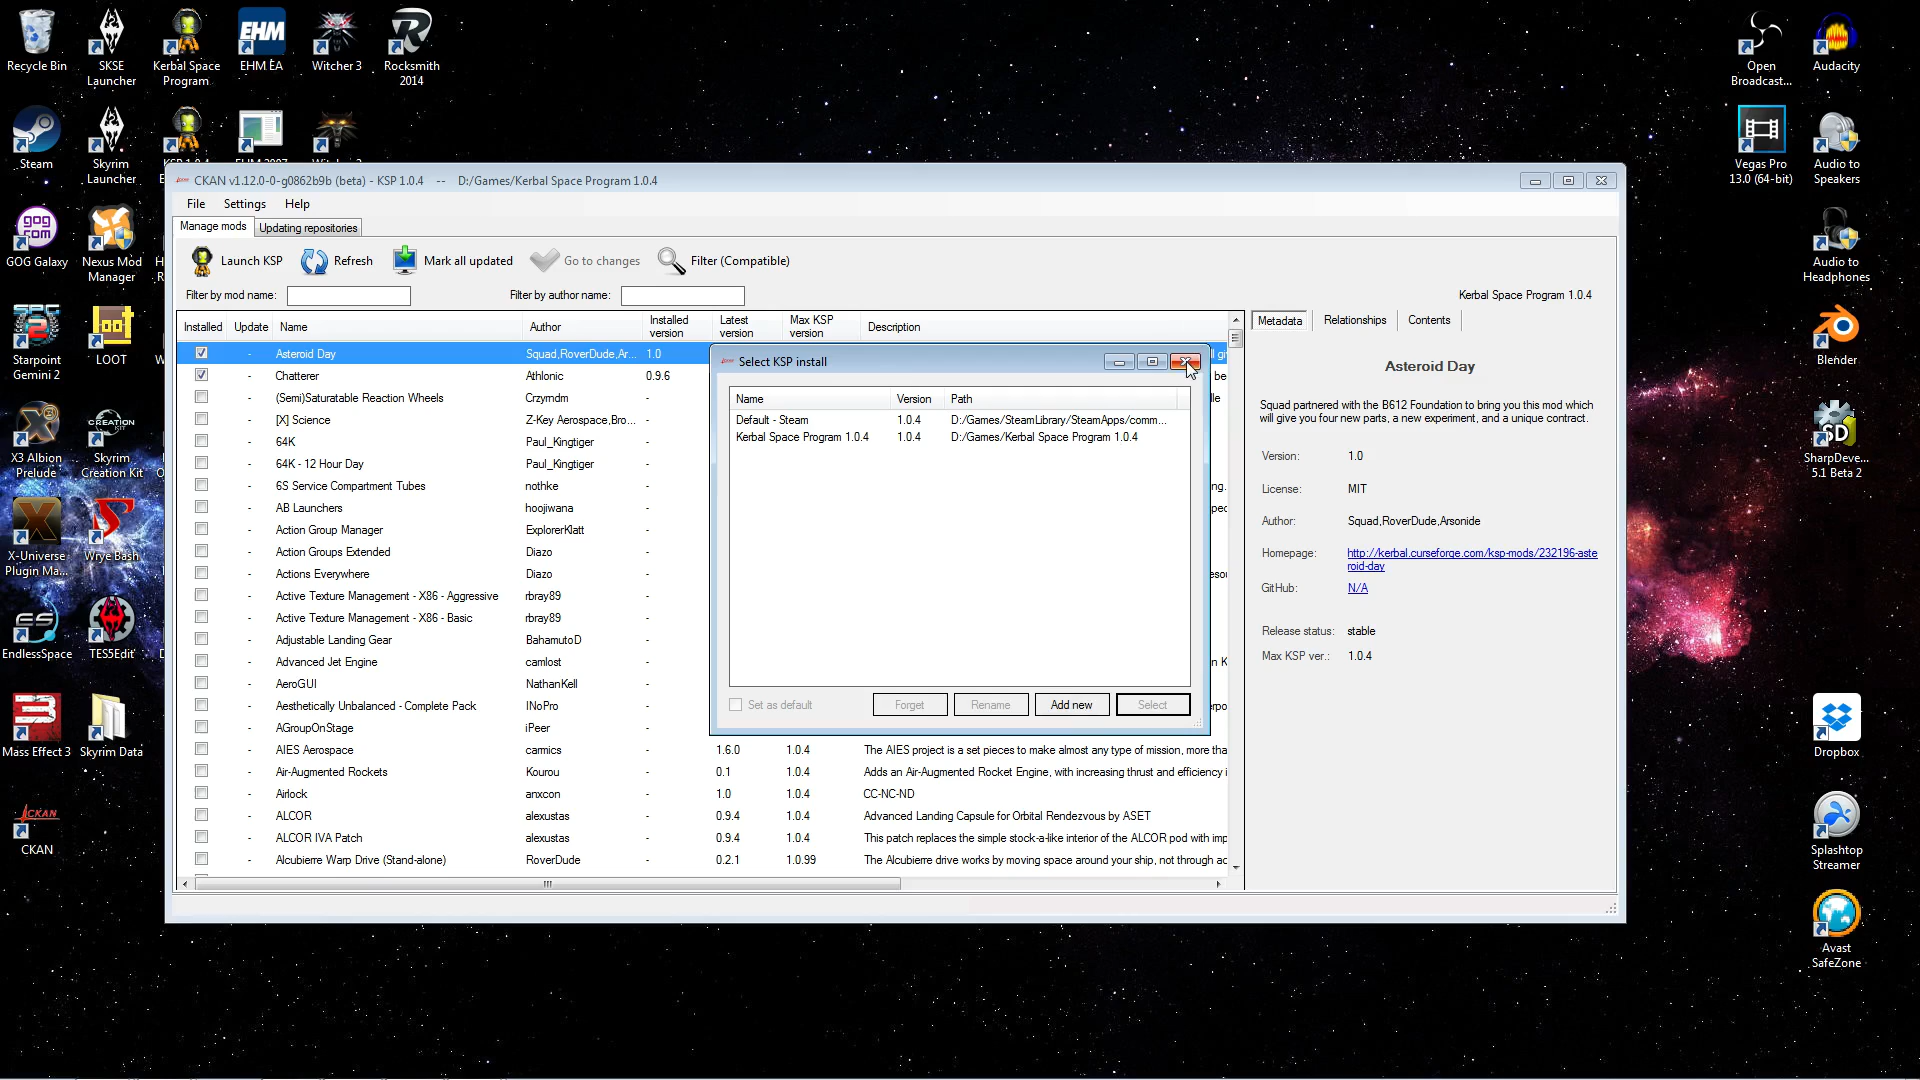 Recycle Bin
SKSE
Launcher
Kerbal Space
Program
EHM
EHM EA
Witcher 3
Rocksmith
2014
Open
Broadcast...
Audacity
Steam
Skyrim
Launcher
Vegas Pro
13.0 (64-bit)
Audio to
Speakers
gog
com
GOG Galaxy
Nexus Mod
Manager
Audio to
Headphones
SPC
2
Starpoint
Gemini 2
loot
LOOT
Blender
X3 Albion
Prelude
CREATION
KIT
Skyrim
Creation Kit
SD
SharpDeve...
5.1 Beta 2
X-Universe
Plugin Ma...
Wrye Bash
ES
EndlessSpace
TES5Edit
3
Mass Effect 3
Skyrim Data
Dropbox
CKAN
CKAN
Splashtop
Streamer
Avast
SafeZone
CKAN v1.12.0-0-g0862b9b (beta) - KSP 1.0.4 -- D:/Games/Kerbal Space Program 1.0.4
File Settings Help
Manage mods Updating repositories
Launch KSP Refresh Mark all updated Go to changes Filter (Compatible)
Filter by mod name: Filter by author name: Kerbal Space Program 1.0.4
Installed Update Name Author Installed version Latest version Max KSP version Description
Asteroid Day Squad,RoverDude,Ar... 1.0
Chatterer Athlonic 0.9.6
(Semi)Saturatable Reaction Wheels Crzymdm -
[X] Science Z-Key Aerospace,Bro... -
64K Paul_Kingtiger -
64K - 12 Hour Day Paul_Kingtiger -
6S Service Compartment Tubes nothke -
AB Launchers hoojiwana -
Action Group Manager ExplorerKlatt -
Action Groups Extended Diazo -
Actions Everywhere Diazo -
Active Texture Management - X86 - Aggressive rbray89 -
Active Texture Management - X86 - Basic rbray89 -
Adjustable Landing Gear BahamutoD -
Advanced Jet Engine camlost -
AeroGUI NathanKell -
Aesthetically Unbalanced - Complete Pack INoPro -
AGroupOnStage iPeer -
AIES Aerospace carmics - 1.6.0 1.0.4 The AIES project is a set pieces to make almost any type of mission, more tha
Air-Augmented Rockets Kourou - 0.1 1.0.4 Adds an Air-Augmented Rocket Engine, with increasing thrust and efficiency i
Airlock anxcon - 1.0 1.0.4 CC-NC-ND
ALCOR alexustas - 0.9.4 1.0.4 Advanced Landing Capsule for Orbital Rendezvous by ASET
ALCOR IVA Patch alexustas - 0.9.4 1.0.4 This patch replaces the simple stock-a-like interior of the ALCOR pod with imp
Alcubierre Warp Drive (Stand-alone) RoverDude - 0.2.1 1.0.99 The Alcubierre drive works by moving space around your ship, not through ac
Select KSP install
Name Version Path
Default - Steam 1.0.4 D:/Games/SteamLibrary/SteamApps/comm...
Kerbal Space Program 1.0.4 1.0.4 D:/Games/Kerbal Space Program 1.0.4
Set as default Forget Rename Add new Select
Metadata Relationships Contents
Asteroid Day
Squad partnered with the B612 Foundation to bring you this mod which
will give you four new parts, a new experiment, and a unique contract.
Version: 1.0
License: MIT
Author: Squad,RoverDude,Arsonide
Homepage: http://kerbal.curseforge.com/ksp-mods/232196-aste
roid-day
GitHub: N/A
Release status: stable
Max KSP ver.: 1.0.4